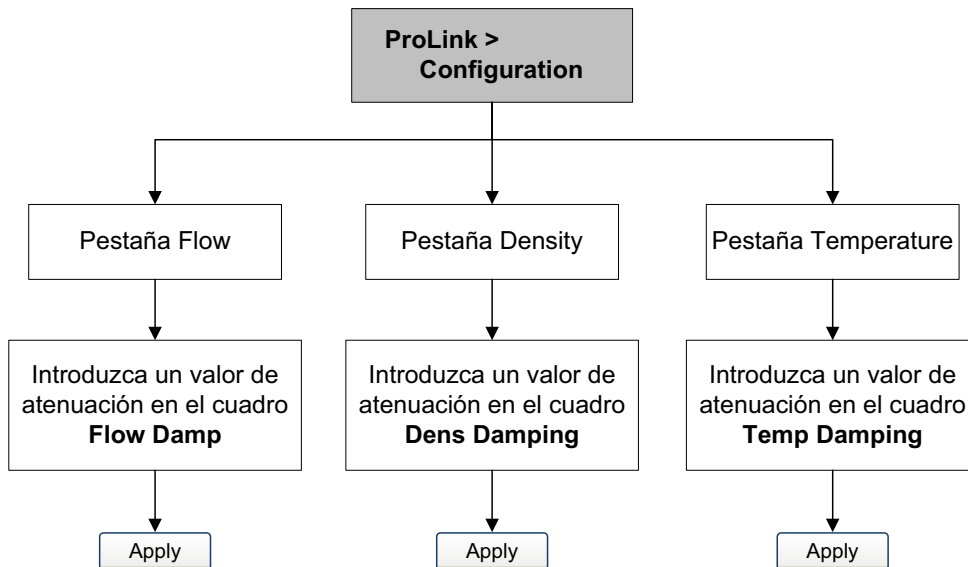 ProLink >
Configuration
Pestaña Flow
Pestaña Density
Pestaña Temperature
Introduzca un valor de
atenuación en el cuadro
Flow Damp
Introduzca un valor de
atenuación en el cuadro
Dens Damping
Introduzca un valor de
atenuación en el cuadro
Temp Damping
Apply
Apply
Apply